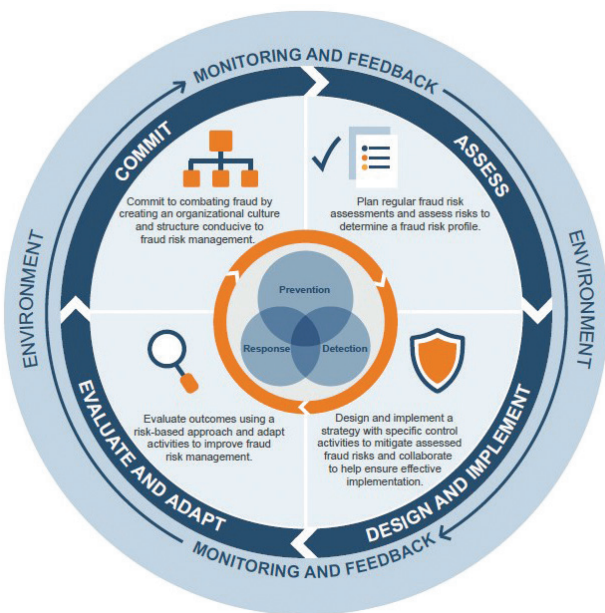 MONITORING AND FEEDBACK
COMMIT
ASSESS
Commit to combating fraud by
creating an organizational culture
and structure conducive to
fraud risk management.
Plan regular fraud risk
assessments and assess risks to
determine a fraud risk profile.
ENVIRONMENT
ENVIRONMENT
Prevention
Response
Detection
Evaluate outcomes using a
risk-based approach and adapt
activities to improve fraud
risk management.
Design and implement a
strategy with specific control
activities to mitigate assessed
fraud risks and collaborate
to help ensure effective
implementation.
EVALUATE AND ADAPT
DESIGN AND IMPLEMENT
MONITORING AND FEEDBACK